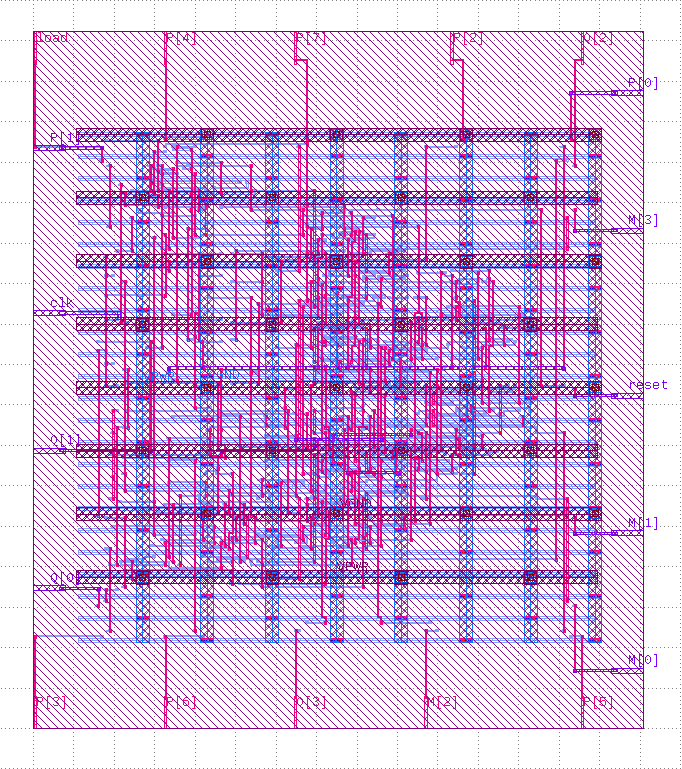 load P[4] P[7] P[2] Q[2]
P[0]
P[1]
M[3]
clk
reset
Q[1]
M[1]
VPWR
Q[0]
M[0]
P[3] P[6] Q[3] M[2] P[5]